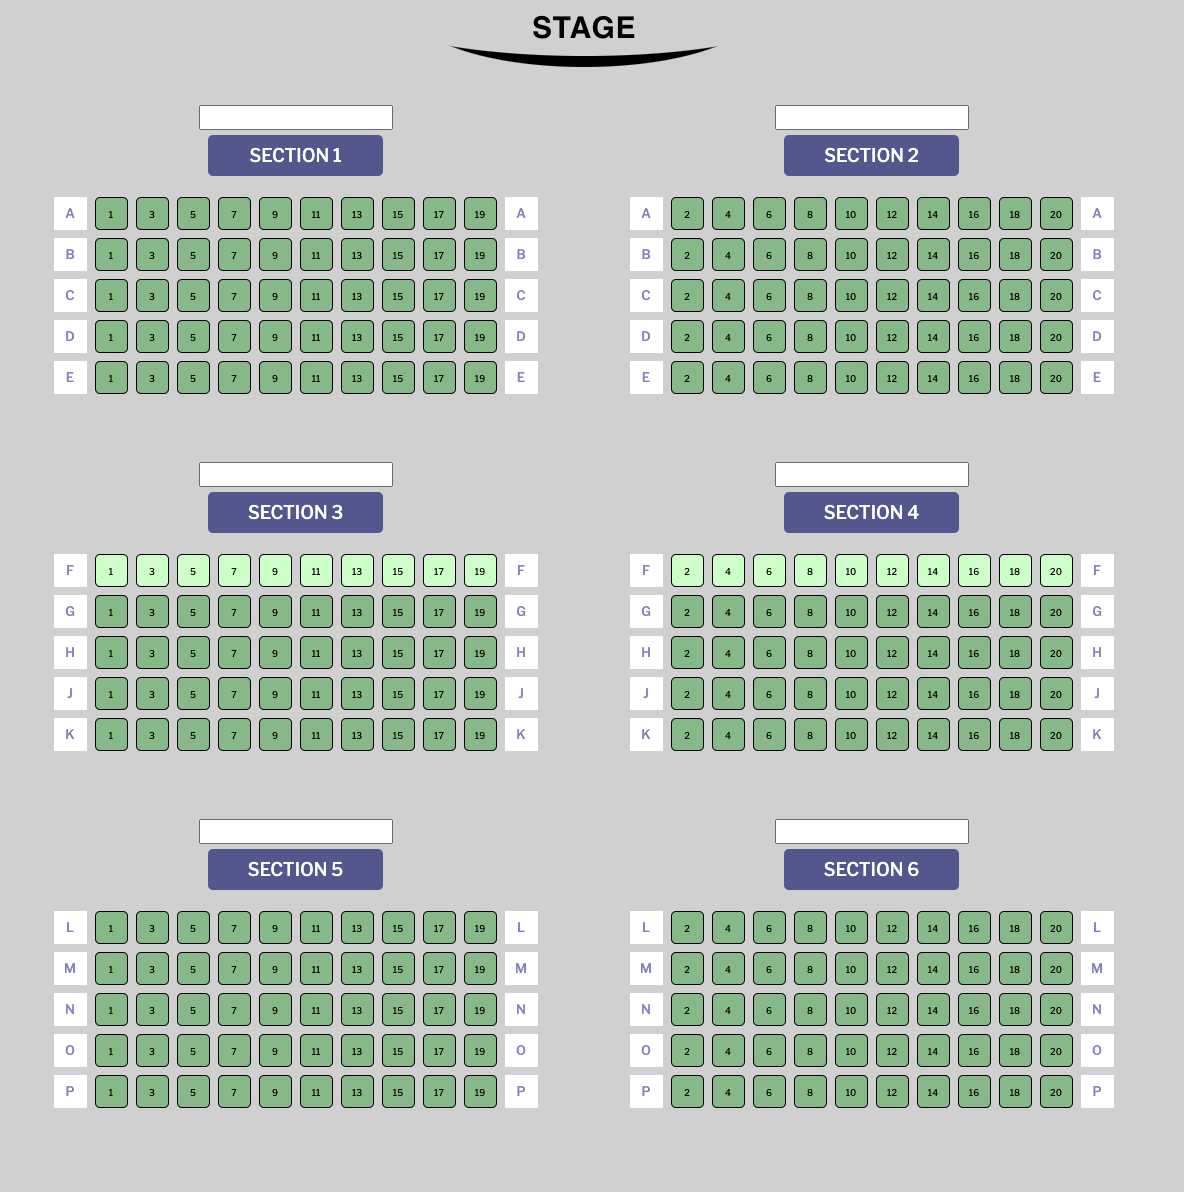 STAGE
SECTION 1
A 1 3 5 7 9 11 13 15 17 19 A
B 1 3 5 7 9 11 13 15 17 19 B
C 1 3 5 7 9 11 13 15 17 19 C
D 1 3 5 7 9 11 13 15 17 19 D
E 1 3 5 7 9 11 13 15 17 19 E
SECTION 2
A 2 4 6 8 10 12 14 16 18 20 A
B 2 4 6 8 10 12 14 16 18 20 B
C 2 4 6 8 10 12 14 16 18 20 C
D 2 4 6 8 10 12 14 16 18 20 D
E 2 4 6 8 10 12 14 16 18 20 E
SECTION 3
F 1 3 5 7 9 11 13 15 17 19 F
G 1 3 5 7 9 11 13 15 17 19 G
H 1 3 5 7 9 11 13 15 17 19 H
J 1 3 5 7 9 11 13 15 17 19 J
K 1 3 5 7 9 11 13 15 17 19 K
SECTION 4
F 2 4 6 8 10 12 14 16 18 20 F
G 2 4 6 8 10 12 14 16 18 20 G
H 2 4 6 8 10 12 14 16 18 20 H
J 2 4 6 8 10 12 14 16 18 20 J
K 2 4 6 8 10 12 14 16 18 20 K
SECTION 5
L 1 3 5 7 9 11 13 15 17 19 L
M 1 3 5 7 9 11 13 15 17 19 M
N 1 3 5 7 9 11 13 15 17 19 N
O 1 3 5 7 9 11 13 15 17 19 O
P 1 3 5 7 9 11 13 15 17 19 P
SECTION 6
L 2 4 6 8 10 12 14 16 18 20 L
M 2 4 6 8 10 12 14 16 18 20 M
N 2 4 6 8 10 12 14 16 18 20 N
O 2 4 6 8 10 12 14 16 18 20 O
P 2 4 6 8 10 12 14 16 18 20 P